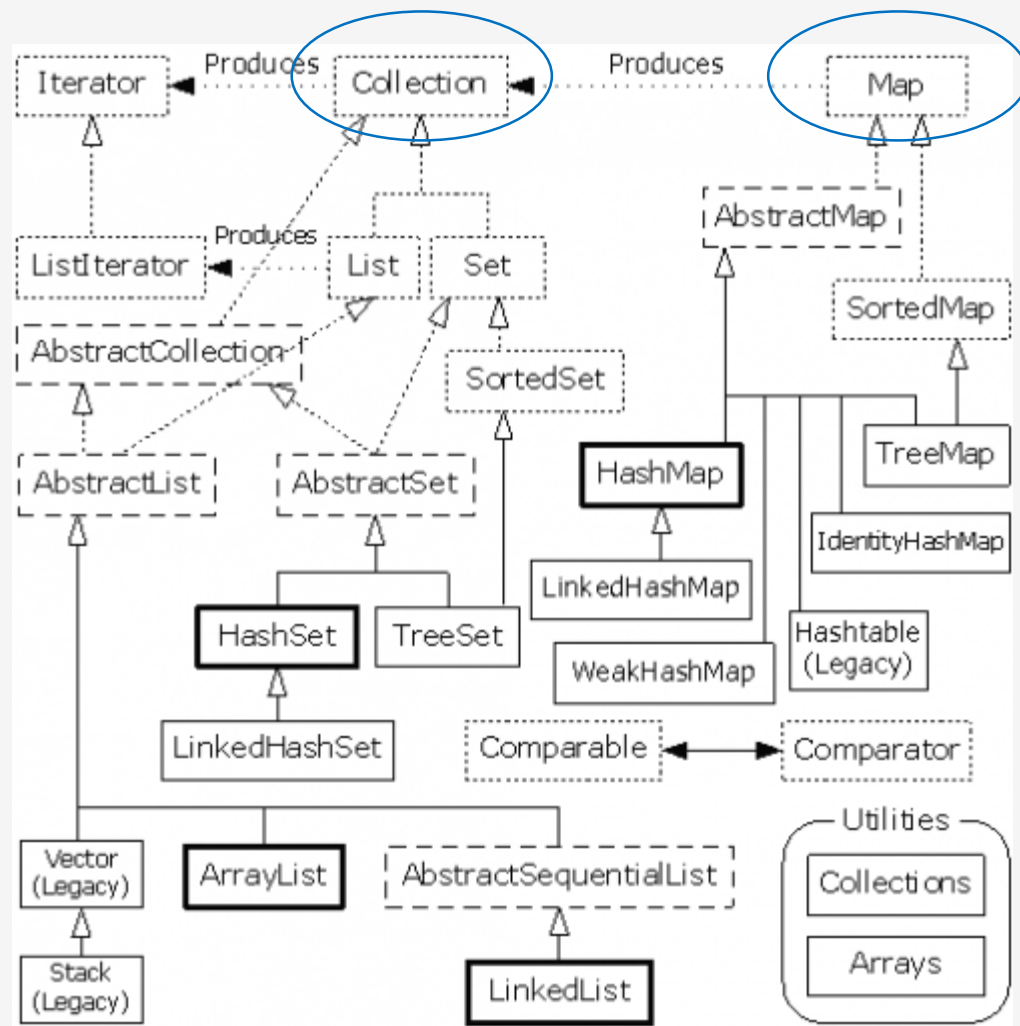 Iterator
Produces
Collection
Produces
Map
AbstractMap
ListIterator
Produces
List
Set
SortedMap
AbstractCollection
SortedSet
TreeMap
AbstractList
AbstractSet
HashMap
IdentityHashMap
LinkedHashMap
HashSet
TreeSet
Hashtable
(Legacy)
WeakHashMap
LinkedHashSet
Comparable
Comparator
Utilities
Vector
(Legacy)
ArrayList
AbstractSequentialList
Collections
Stack
(Legacy)
LinkedList
Arrays